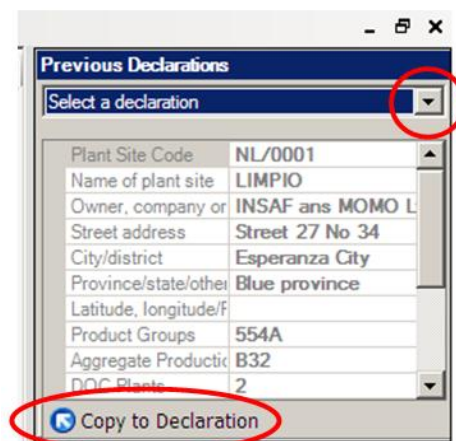 Previous Declarations
Select a declaration
Plant Site Code NL/0001
Name of plant site LIMPIO
Owner, company or INSAF ans MOMO L
Street address Street 27 No 34
City/district Esperanza City
Province/state/other Blue province
Latitude, longitude/F
Product Groups 554A
Aggregate Productic B32
DOC Plants 2
Copy to Declaration